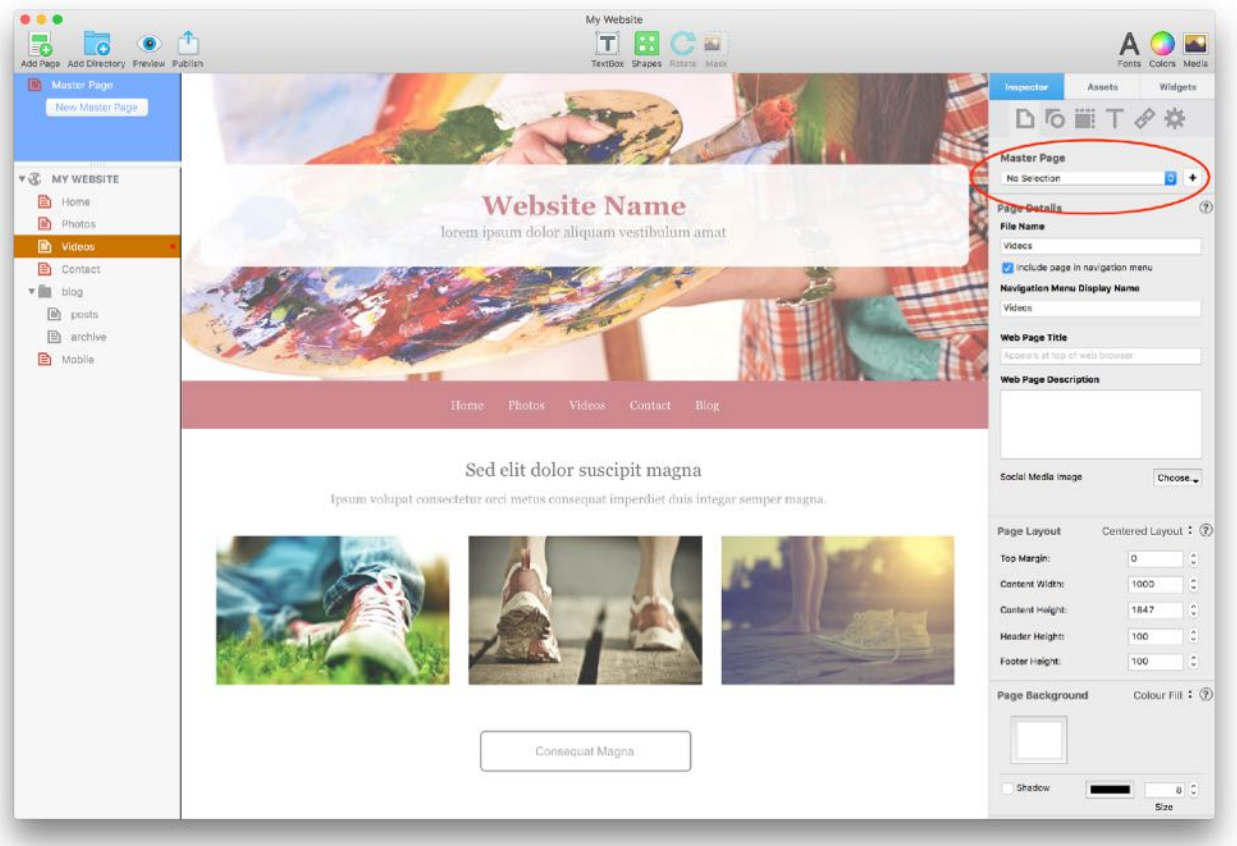 My Website
Add Page Add Directory Preview Publish
TextBox Shapes Rotate Mask
Fonts Colors Media
Master Page
New Master Page
MY WEBSITE
Home
Photos
Videos
Contact
blog
posts
archive
Mobile
Website Name
lorem ipsum dolor aliquam vestibulum amat
Home Photos Videos Contact Blog
Sed elit dolor suscipit magna
Ipsum volupat consectetur orci metus consequat imperdiet duis integar semper magna.
Consequat Magna
Inspector Assets Widgets
Master Page
No Selection +
Page Details ?
File Name
Videos
Include page in navigation menu
Navigation Menu Display Name
Videos
Web Page Title
Appears at top of web browser
Web Page Description
Social Media Image Choose...
Page Layout Centered Layout ?
Top Margin: 0
Content Width: 1000
Content Height: 1847
Header Height: 100
Footer Height: 100
Page Background Colour Fill ?
Shadow 8
Size